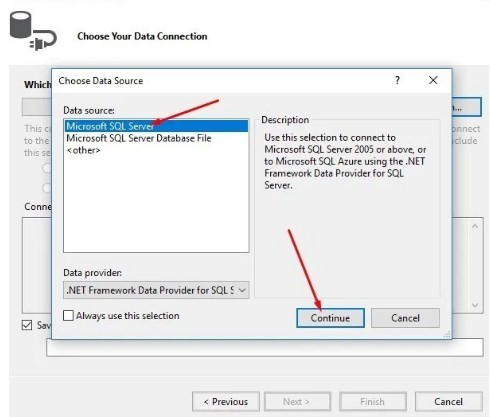 Choose Your Data Connection
Which
Choose Data Source
? X
Data source:
Microsoft SQL Server
Microsoft SQL Server Database File
<other>
Description
Use this selection to connect to
Microsoft SQL Server 2005 or above, or
to Microsoft SQL Azure using the .NET
Framework Data Provider for SQL
Server.
This co
to the
this se
onnect
clude
Conne
Data provider:
.NET Framework Data Provider for SQL S
Always use this selection
Continue
Cancel
Sav
< Previous
Next >
Finish
Cancel